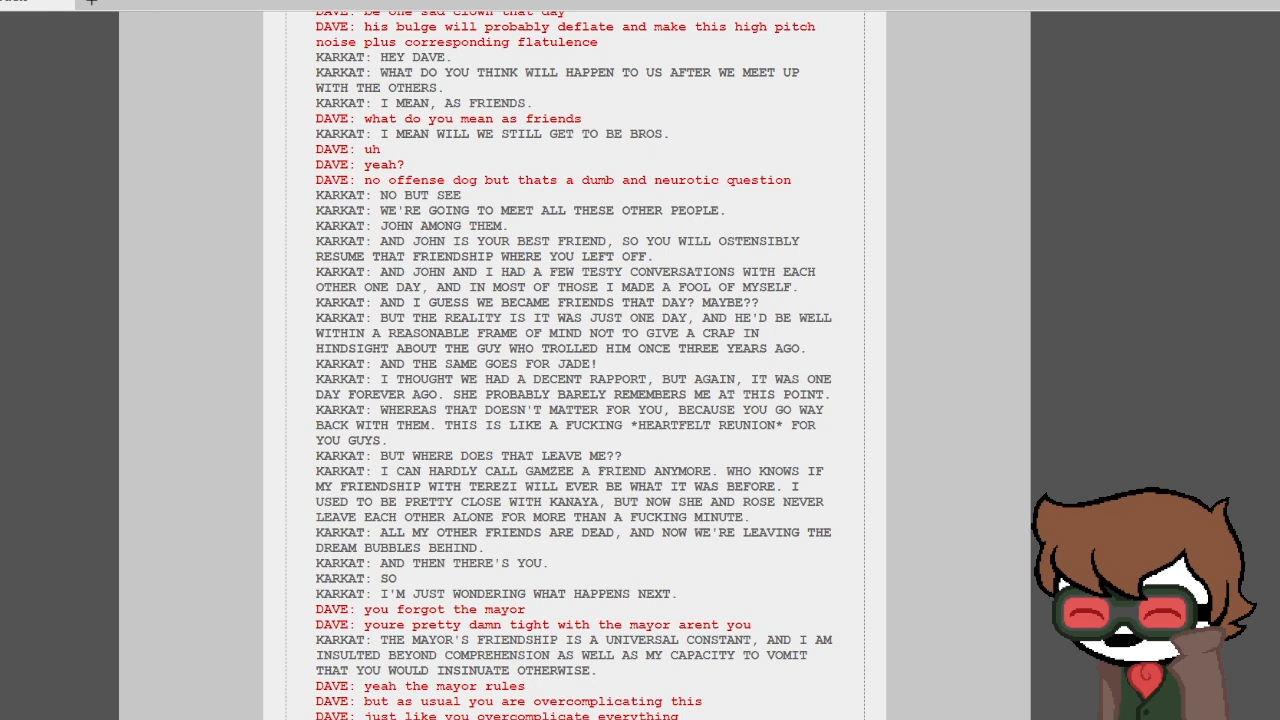 DAVE: be one sad clown that day
DAVE: his bulge will probably deflate and make this high pitch
noise plus corresponding flatulence
KARKAT: HEY DAVE.
KARKAT: WHAT DO YOU THINK WILL HAPPEN TO US AFTER WE MEET UP
WITH THE OTHERS.
KARKAT: I MEAN, AS FRIENDS.
DAVE: what do you mean as friends
KARKAT: I MEAN WILL WE STILL GET TO BE BROS.
DAVE: uh
DAVE: yeah?
DAVE: no offense dog but thats a dumb and neurotic question
KARKAT: NO BUT SEE
KARKAT: WE'RE GOING TO MEET ALL THESE OTHER PEOPLE.
KARKAT: JOHN AMONG THEM.
KARKAT: AND JOHN IS YOUR BEST FRIEND, SO YOU WILL OSTENSIBLY
RESUME THAT FRIENDSHIP WHERE YOU LEFT OFF.
KARKAT: AND JOHN AND I HAD A FEW TESTY CONVERSATIONS WITH EACH
OTHER ONE DAY, AND IN MOST OF THOSE I MADE A FOOL OF MYSELF.
KARKAT: AND I GUESS WE BECAME FRIENDS THAT DAY? MAYBE??
KARKAT: BUT THE REALITY IS IT WAS JUST ONE DAY, AND HE'D BE WELL
WITHIN A REASONABLE FRAME OF MIND NOT TO GIVE A CRAP IN
HINDSIGHT ABOUT THE GUY WHO TROLLED HIM ONCE THREE YEARS AGO.
KARKAT: AND THE SAME GOES FOR JADE!
KARKAT: I THOUGHT WE HAD A DECENT RAPPORT, BUT AGAIN, IT WAS ONE
DAY FOREVER AGO. SHE PROBABLY BARELY REMEMBERS ME AT THIS POINT.
KARKAT: WHEREAS THAT DOESN'T MATTER FOR YOU, BECAUSE YOU GO WAY
BACK WITH THEM. THIS IS LIKE A FUCKING *HEARTFELT REUNION* FOR
YOU GUYS.
KARKAT: BUT WHERE DOES THAT LEAVE ME??
KARKAT: I CAN HARDLY CALL GAMZEE A FRIEND ANYMORE. WHO KNOWS IF
MY FRIENDSHIP WITH TEREZI WILL EVER BE WHAT IT WAS BEFORE. I
USED TO BE PRETTY CLOSE WITH KANAYA, BUT NOW SHE AND ROSE NEVER
LEAVE EACH OTHER ALONE FOR MORE THAN A FUCKING MINUTE.
KARKAT: ALL MY OTHER FRIENDS ARE DEAD, AND NOW WE'RE LEAVING THE
DREAM BUBBLES BEHIND.
KARKAT: AND THEN THERE'S YOU.
KARKAT: SO
KARKAT: I'M JUST WONDERING WHAT HAPPENS NEXT.
DAVE: you forgot the mayor
DAVE: youre pretty damn tight with the mayor arent you
KARKAT: THE MAYOR'S FRIENDSHIP IS A UNIVERSAL CONSTANT, AND I AM
INSULTED BEYOND COMPREHENSION AS WELL AS MY CAPACITY TO VOMIT
THAT YOU WOULD INSINUATE OTHERWISE.
DAVE: yeah the mayor rules
DAVE: but as usual you are overcomplicating this
DAVE: just like you overcomplicate everything